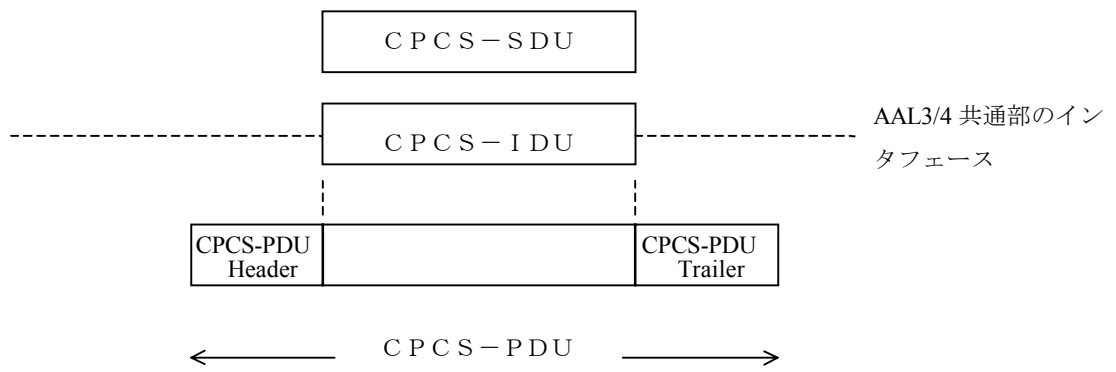 ＣＰＣＳ－ＳＤＵ
ＣＰＣＳ－ＩＤＵ
AAL3/4 共通部のイン
タフェース
CPCS-PDU
Header
CPCS-PDU
Trailer
ＣＰＣＳ－ＰＤＵ